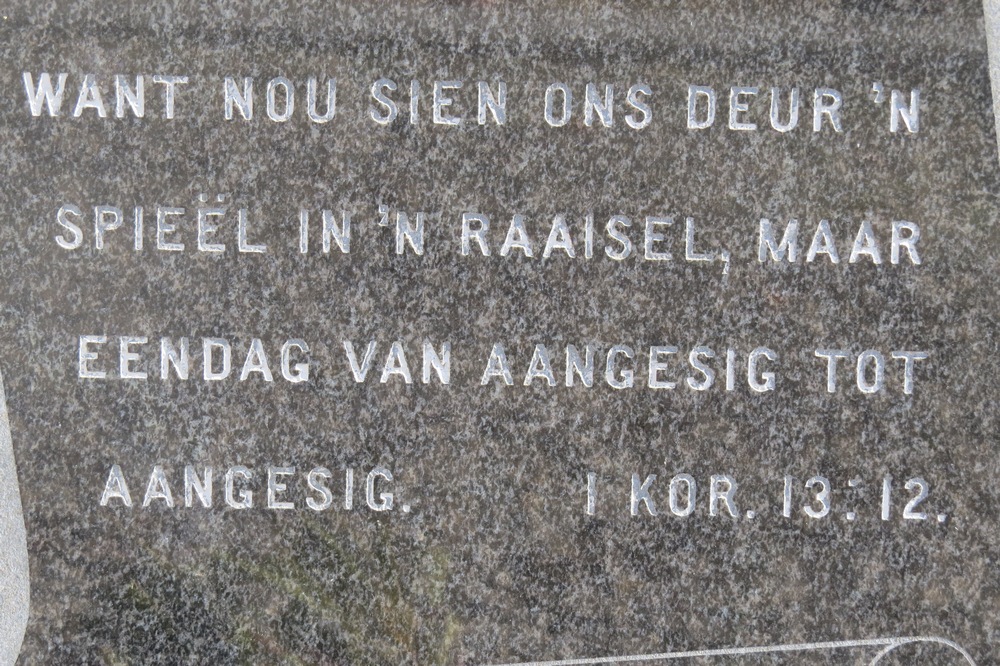 WANT NOU SIEN ONS DEUR 'N
SPIEËL IN 'N RAAISEL, MAAR
EENDAG VAN AANGESIG TOT
AANGESIG. I KOR. 13: 12.